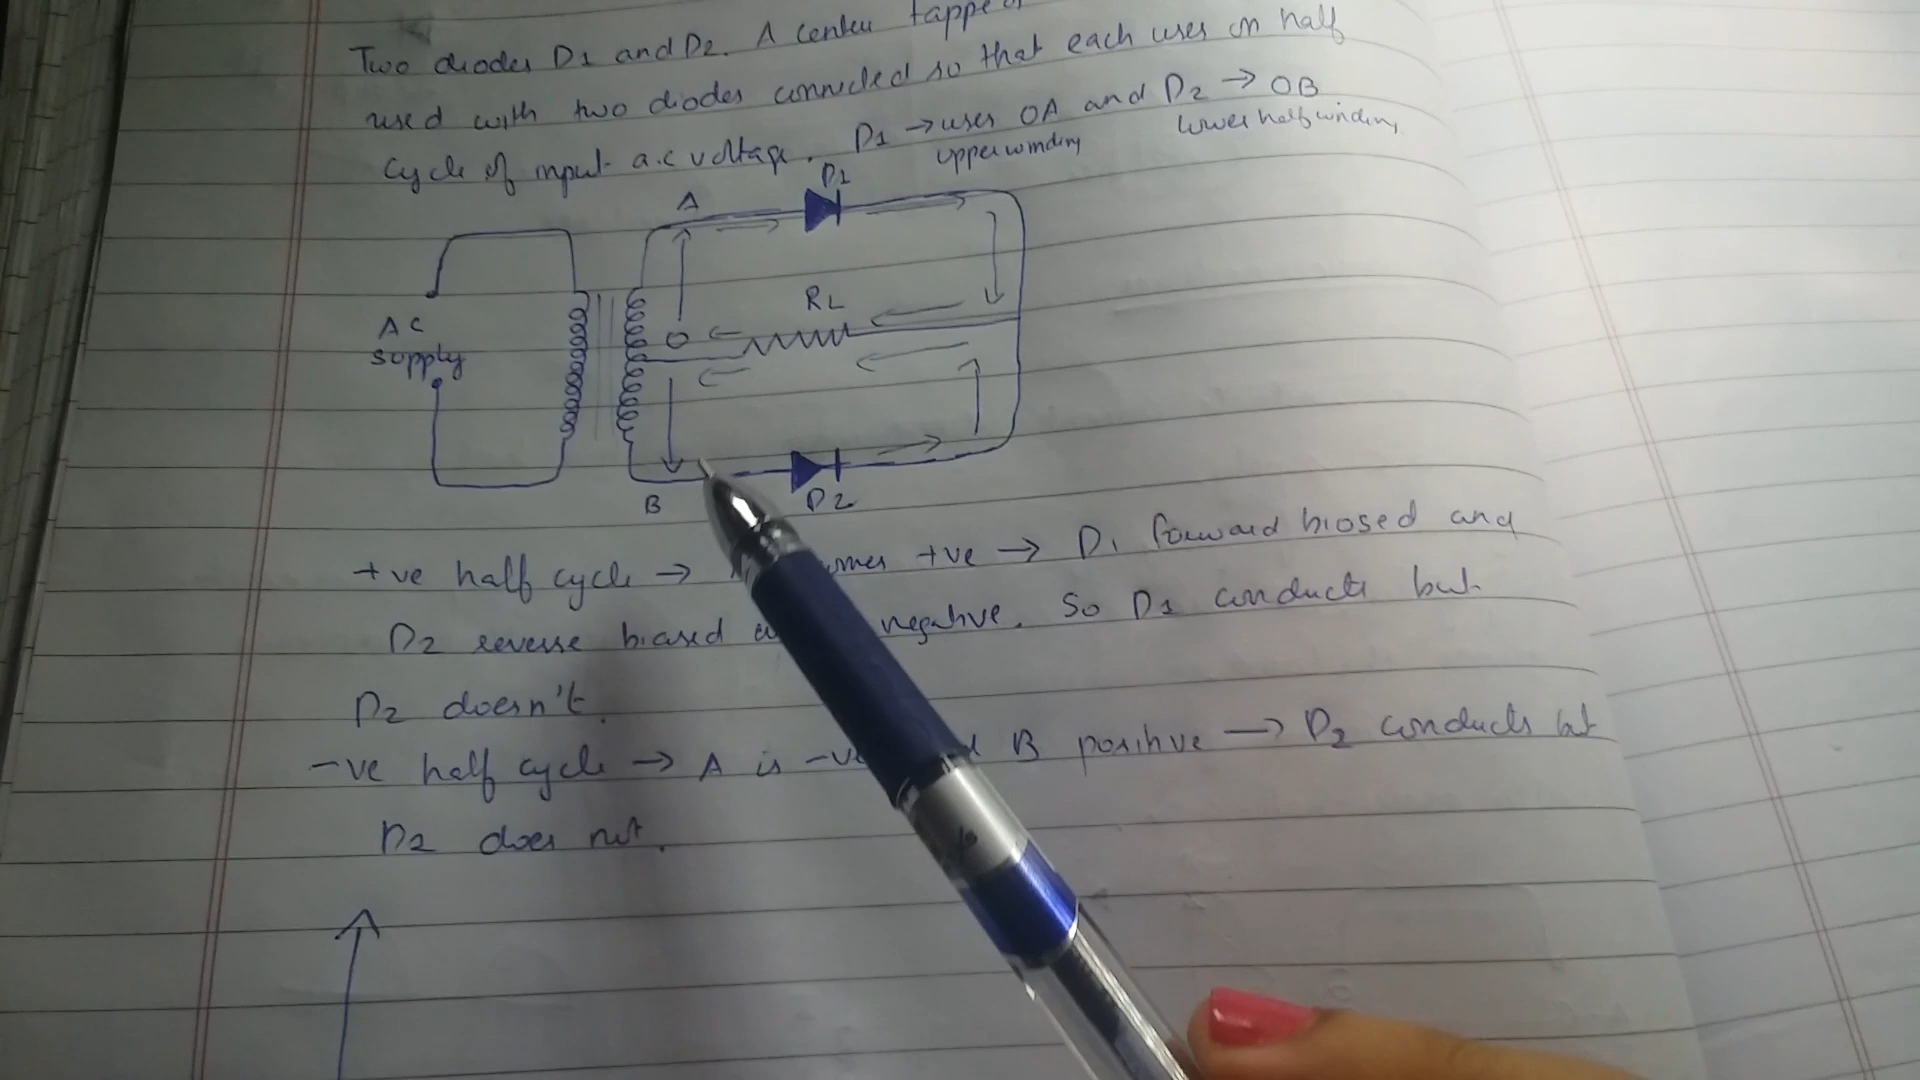 Two diodes D1 and D2. A center tapped
used with two diodes connected so that each uses on half
cycle of input a.c voltage. D1 → uses OA and D2 → OB
upper winding lower half winding
D1
A
RL
O
AC
supply
B
D2
+ve half cycle → +ve → D1 forward biased and
D2 reverse biased negative. So D1 conducts but
D2 doesn't.
-ve half cycle → A is -ve B positive → D2 conducts but
D2 does not.